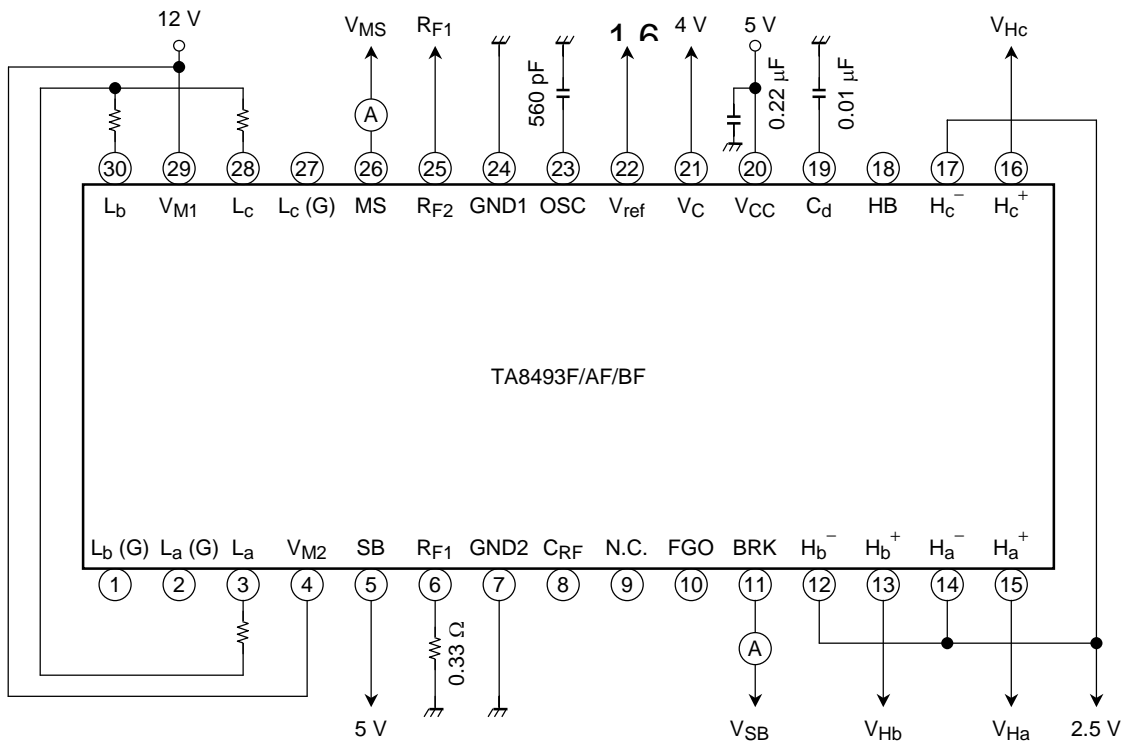 12 V VMS RF1 4 V 5 V VHc
560 pF 0.22 μF 0.01 μF
A
30 29 28 27 26 25 24 23 22 21 20 19 18 17 16
Lb VM1 Lc Lc (G) MS RF2 GND1 OSC Vref VC VCC Cd HB Hc− Hc+
TA8493F/AF/BF
Lb (G) La (G) La VM2 SB RF1 GND2 CRF N.C. FGO BRK Hb− Hb+ Ha− Ha+
1 2 3 4 5 6 7 8 9 10 11 12 13 14 15
0.33 Ω
A
5 V VSB VHb VHa 2.5 V